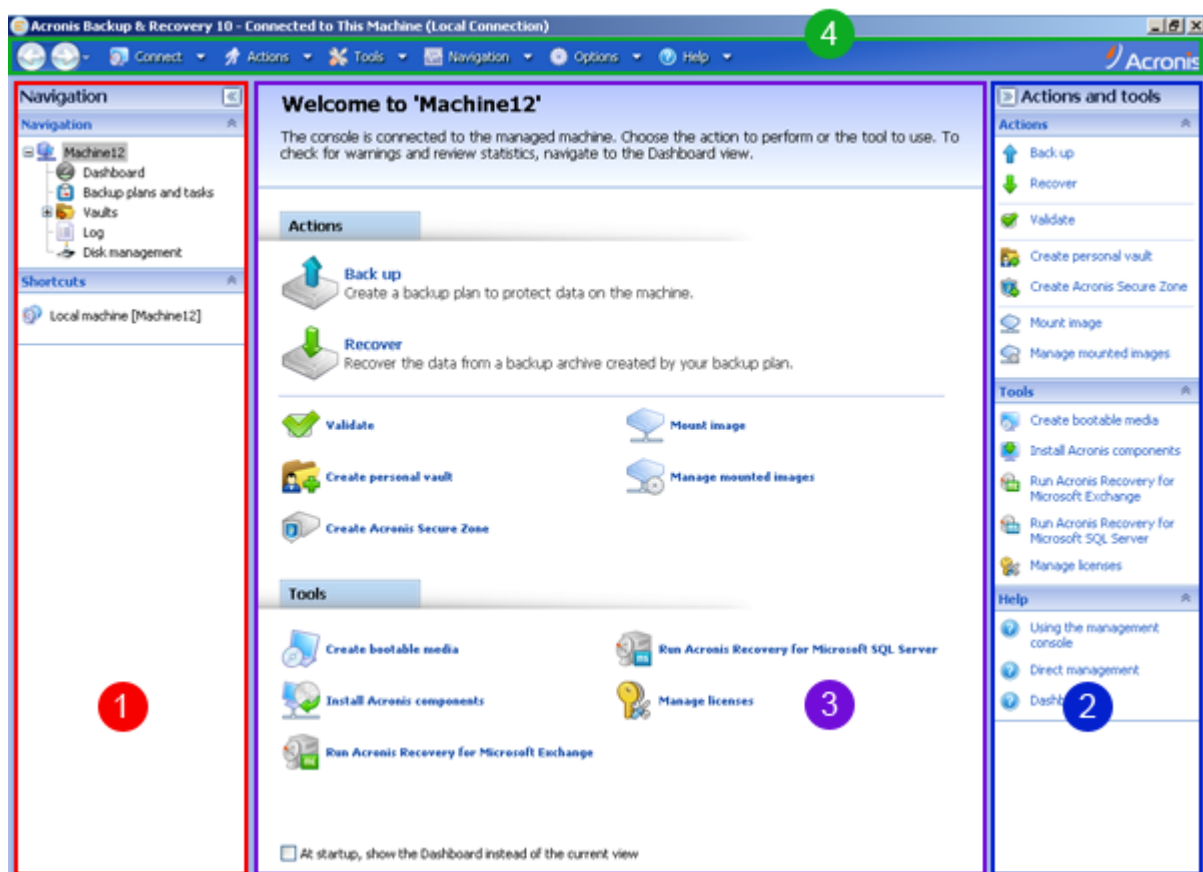 Acronis Backup & Recovery 10 - Connected to This Machine (Local Connection)
4
Connect
Actions
Tools
Navigation
Options
Help
Acronis
Navigation
Navigation
Machine12
Dashboard
Backup plans and tasks
Vaults
Log
Disk management
Shortcuts
Local machine [Machine12]
1
Welcome to 'Machine12'
The console is connected to the managed machine. Choose the action to perform or the tool to use. To
check for warnings and review statistics, navigate to the Dashboard view.
Actions
Back up
Create a backup plan to protect data on the machine.
Recover
Recover the data from a backup archive created by your backup plan.
Validate
Mount image
Create personal vault
Manage mounted images
Create Acronis Secure Zone
Tools
Create bootable media
Run Acronis Recovery for Microsoft SQL Server
Install Acronis components
Manage licenses
3
Run Acronis Recovery for Microsoft Exchange
At startup, show the Dashboard instead of the current view
Actions and tools
Actions
Back up
Recover
Validate
Create personal vault
Create Acronis Secure Zone
Mount image
Manage mounted images
Tools
Create bootable media
Install Acronis components
Run Acronis Recovery for
Microsoft Exchange
Run Acronis Recovery for
Microsoft SQL Server
Manage licenses
Help
Using the management
console
Direct management
2